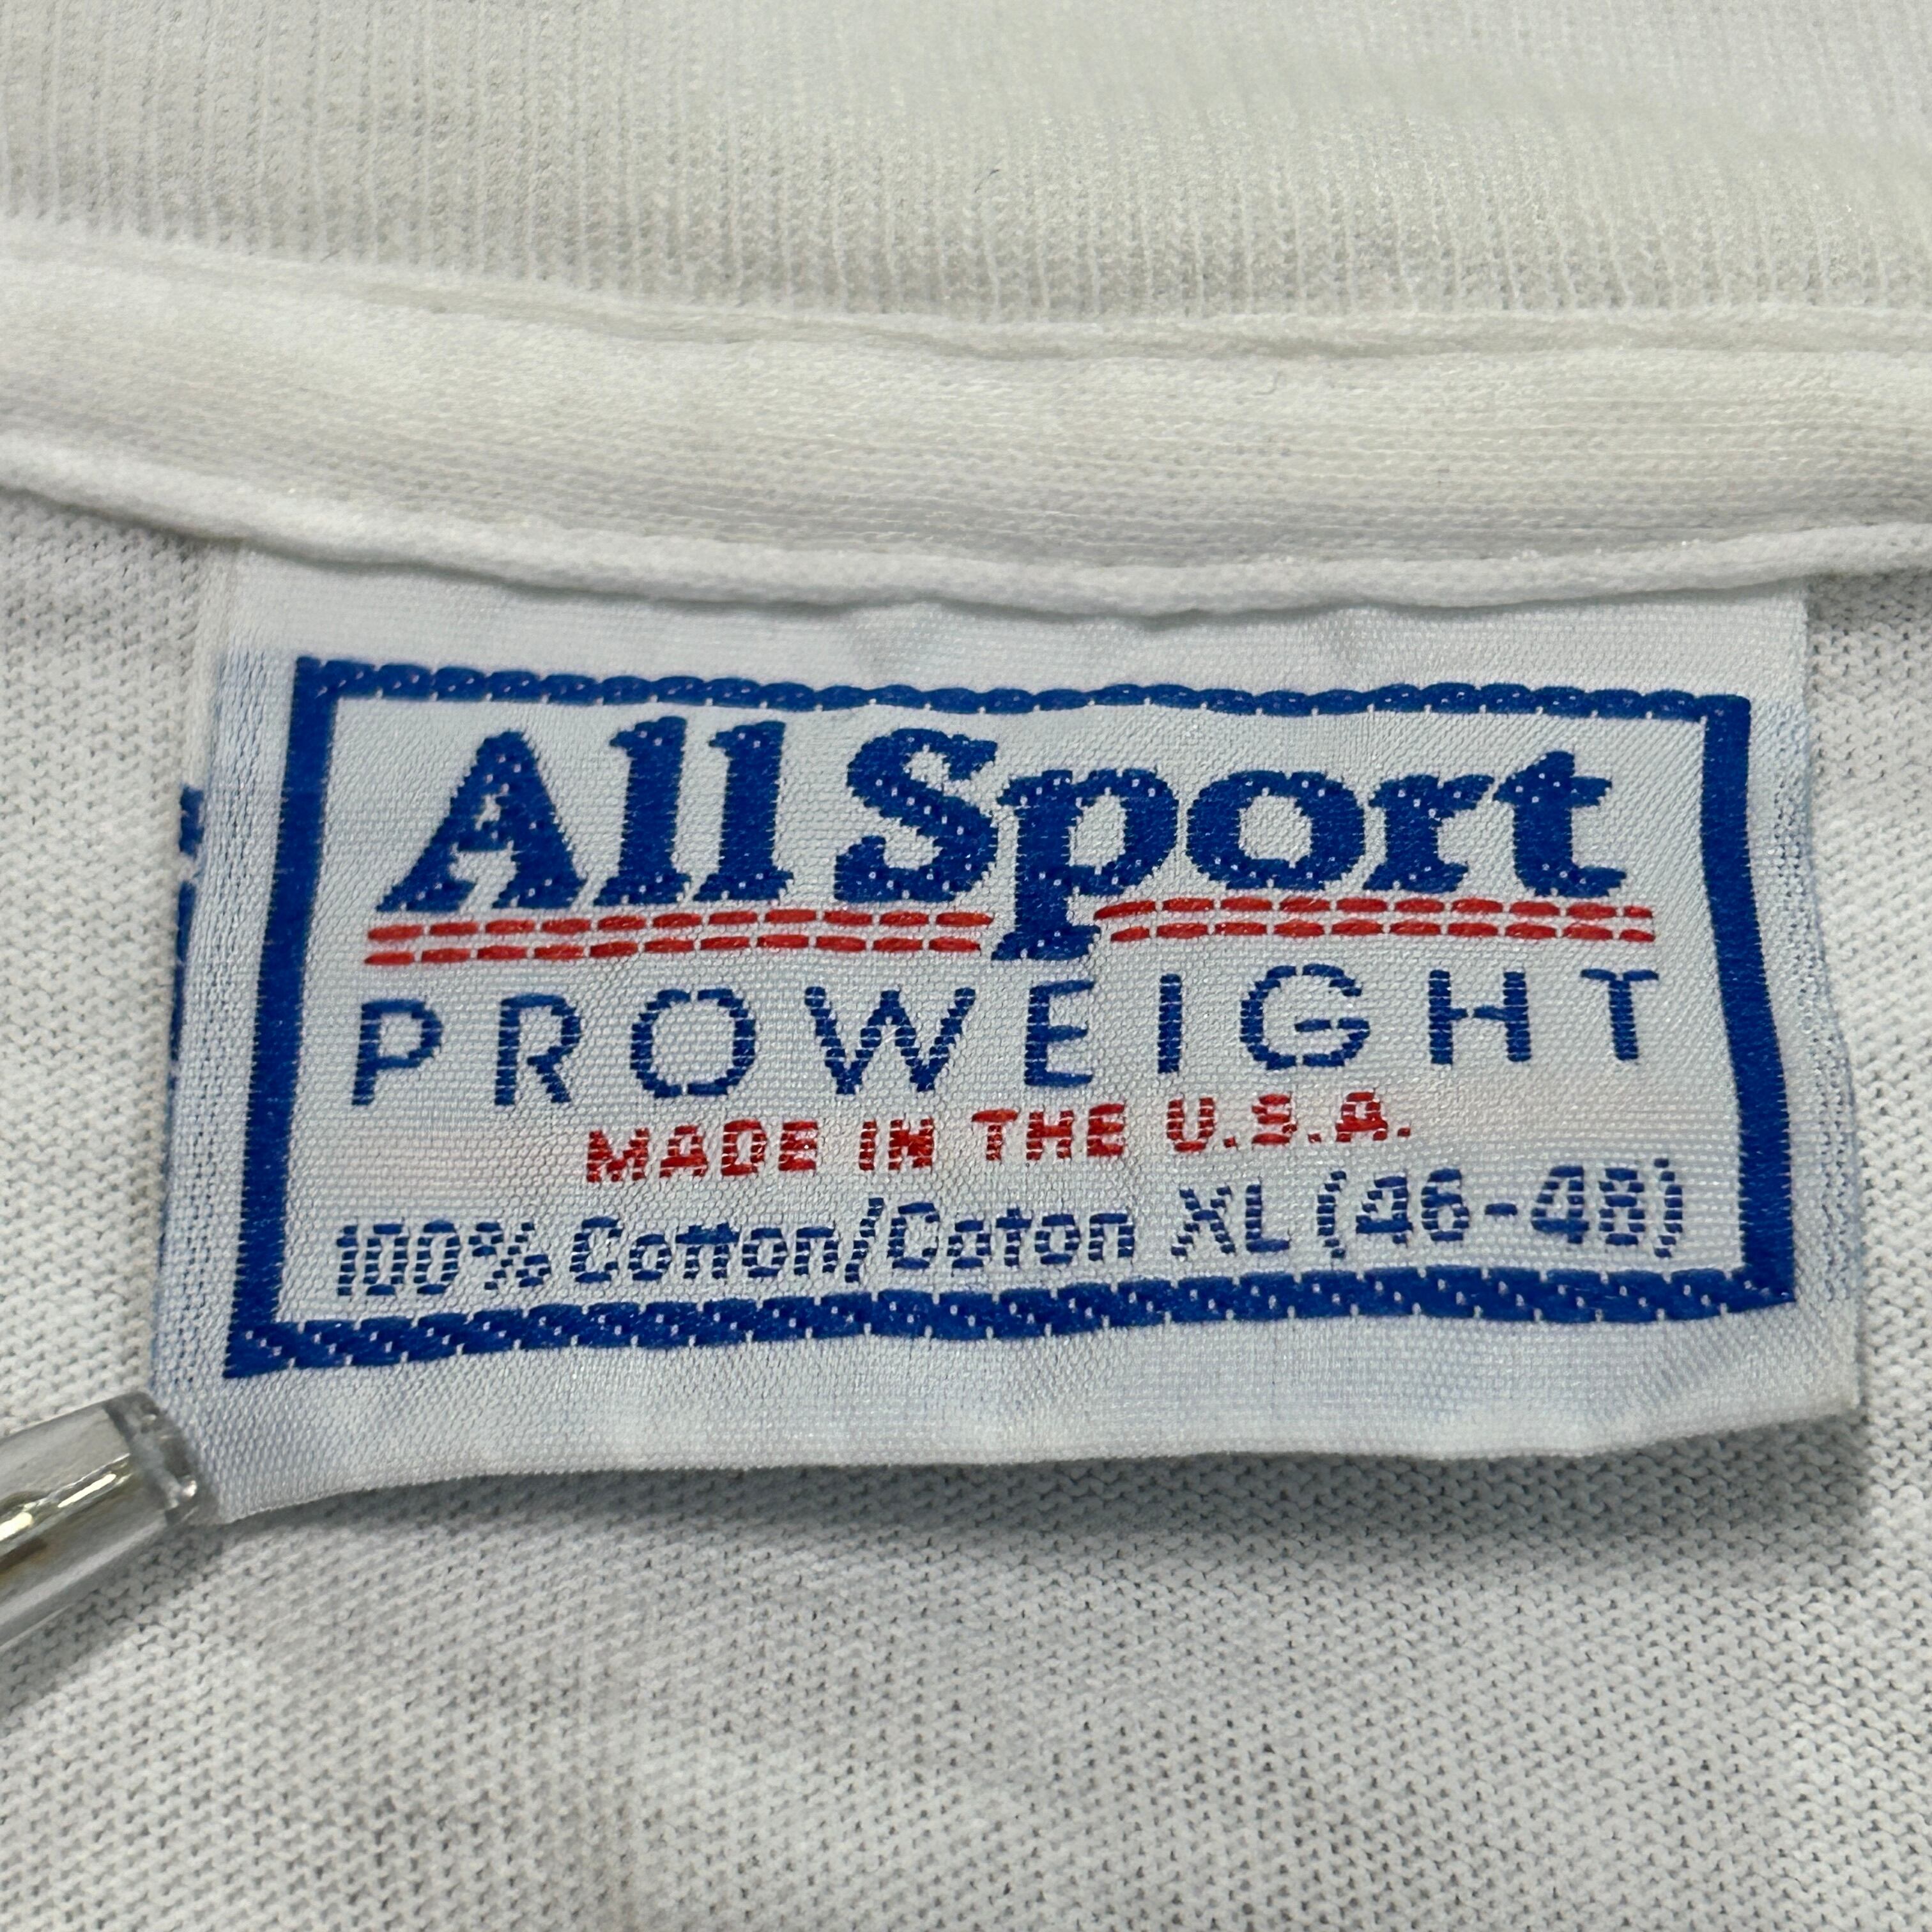 All Sport
PROWEIGHT
MADE IN THE U.S.A.
100% Cotton/Coton XL (46-48)